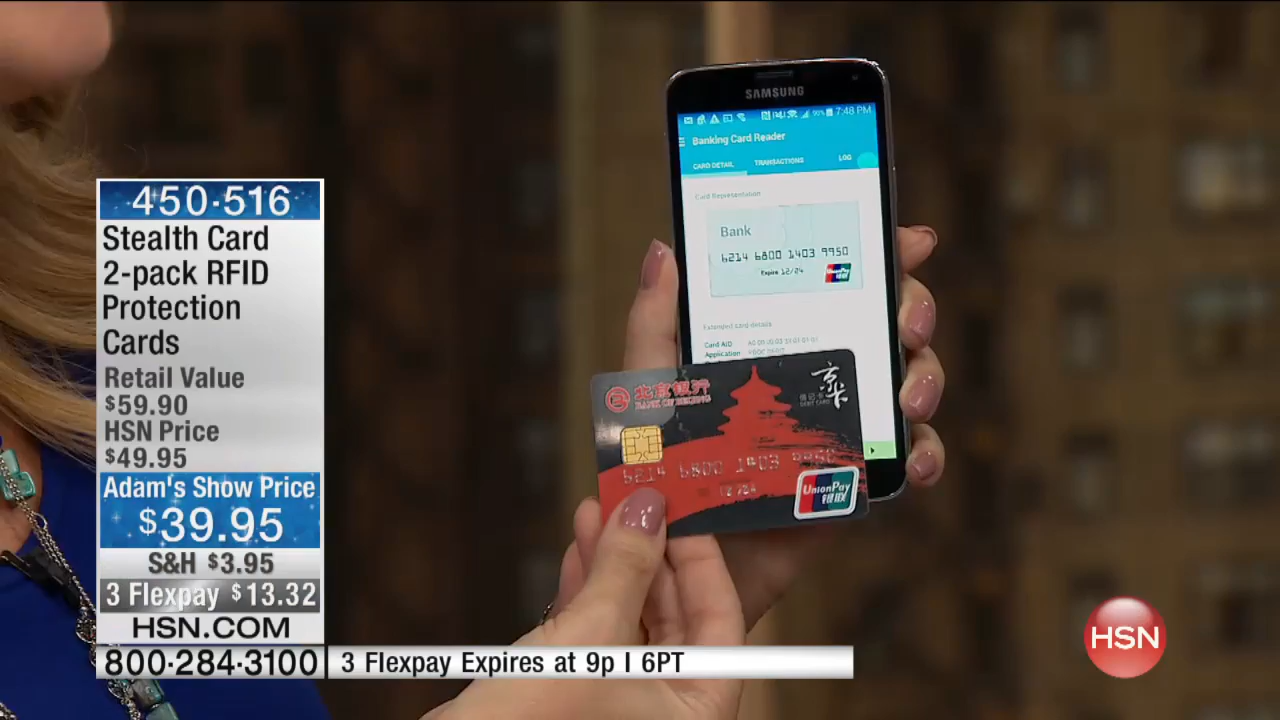 450·516
Stealth Card
2-pack RFID
Protection
Cards
Retail Value
$59.90
HSN Price
$49.95
Adam's Show Price
$39.95
S&H $3.95
3 Flexpay $13.32
HSN.COM
800·284·3100
3 Flexpay Expires at 9p I 6PT
SAMSUNG
7:48 PM
Banking Card Reader
CARD DETAIL
TRANSACTIONS
LOG
Card Representation
Bank
6214 6800 1403 9950
Expire 12/24
UnionPay
Extended card details
Card AID
Application
北京银行
BANK OF BEIJING
京卡
DEBIT CARD
6214 6800 1403 9950
12/24
UnionPay
银联
HSN